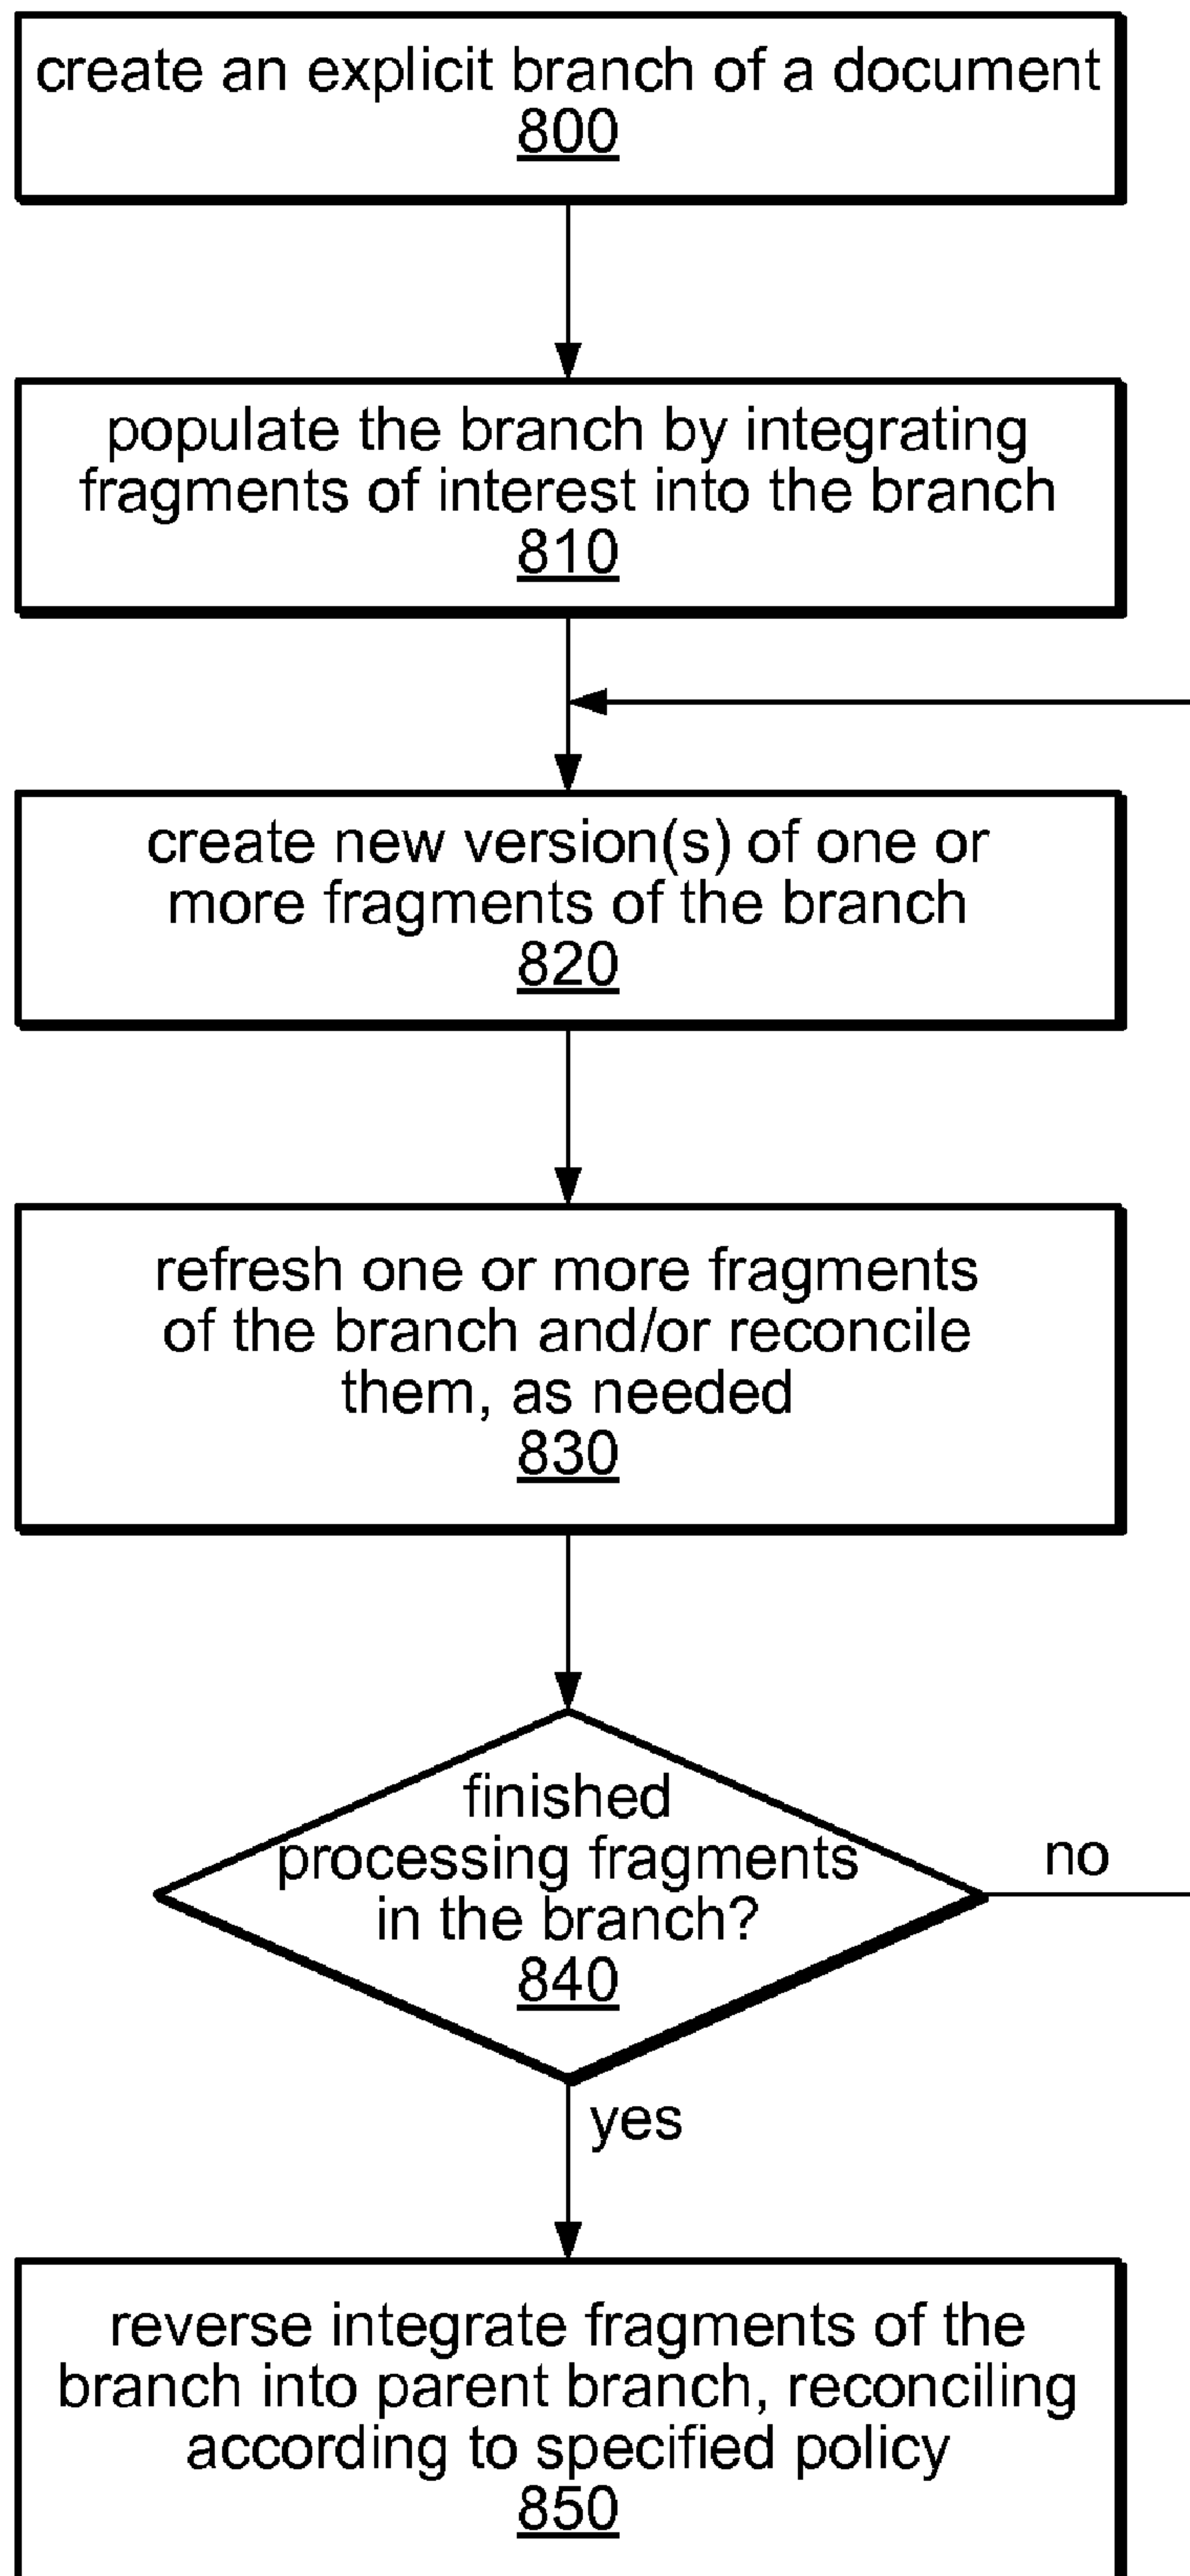 create an explicit branch of a document
800
populate the branch by integrating
fragments of interest into the branch
810
create new version(s) of one or
more fragments of the branch
820
refresh one or more fragments
of the branch and/or reconcile
them, as needed
830
finished
processing fragments
in the branch?
840
no
yes
reverse integrate fragments of the
branch into parent branch, reconciling
according to specified policy
850